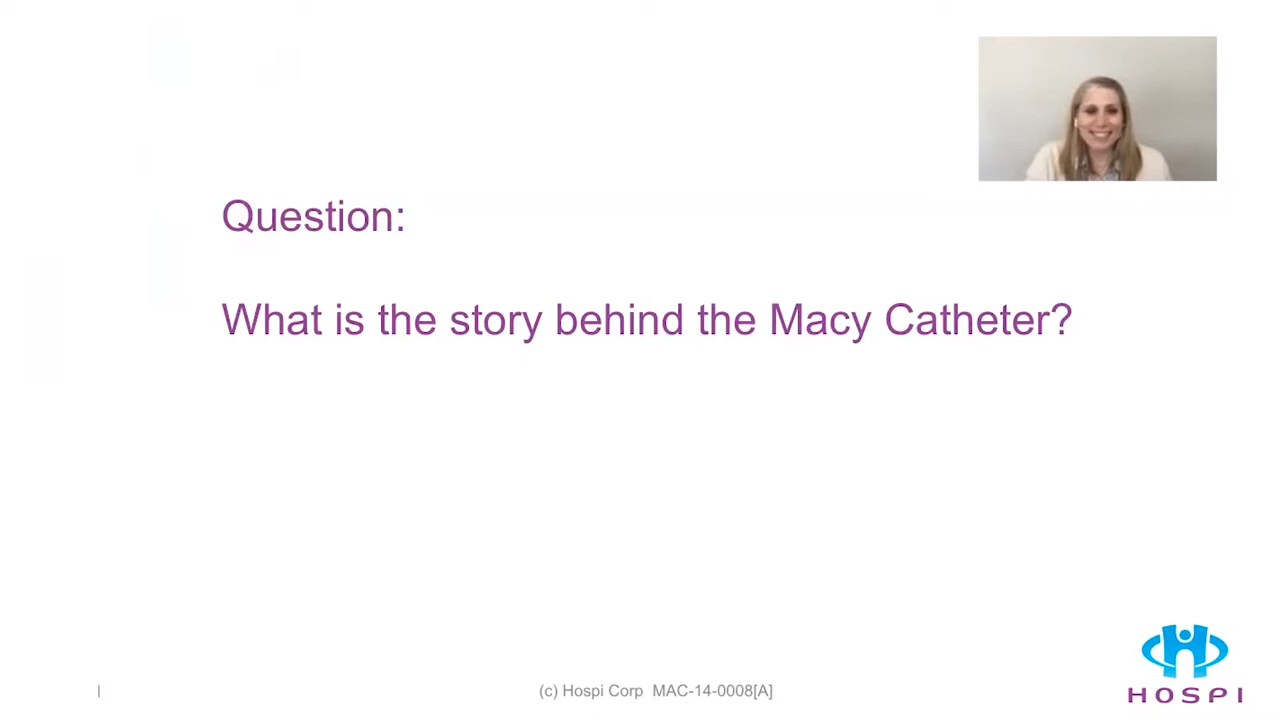 Question:
What is the story behind the Macy Catheter?
(c) Hospi Corp MAC-14-0008[A]
HOSPI